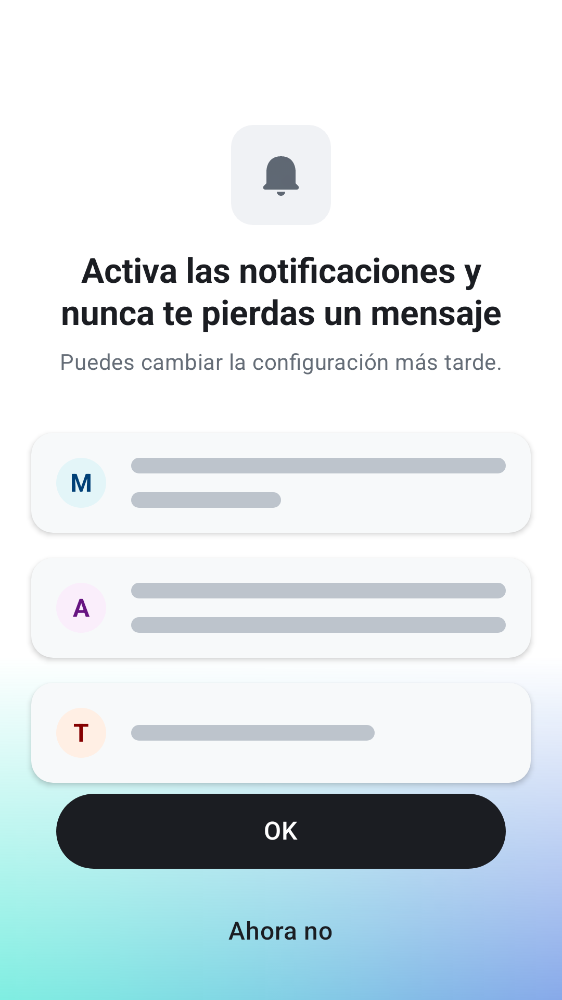 Activa las notificaciones y
nunca te pierdas un mensaje
Puedes cambiar la configuración más tarde.
M
A
T
OK
Ahora no